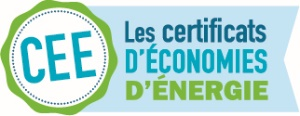 CEE
Les certificats
D'ÉCONOMIES
D'ÉNERGIE